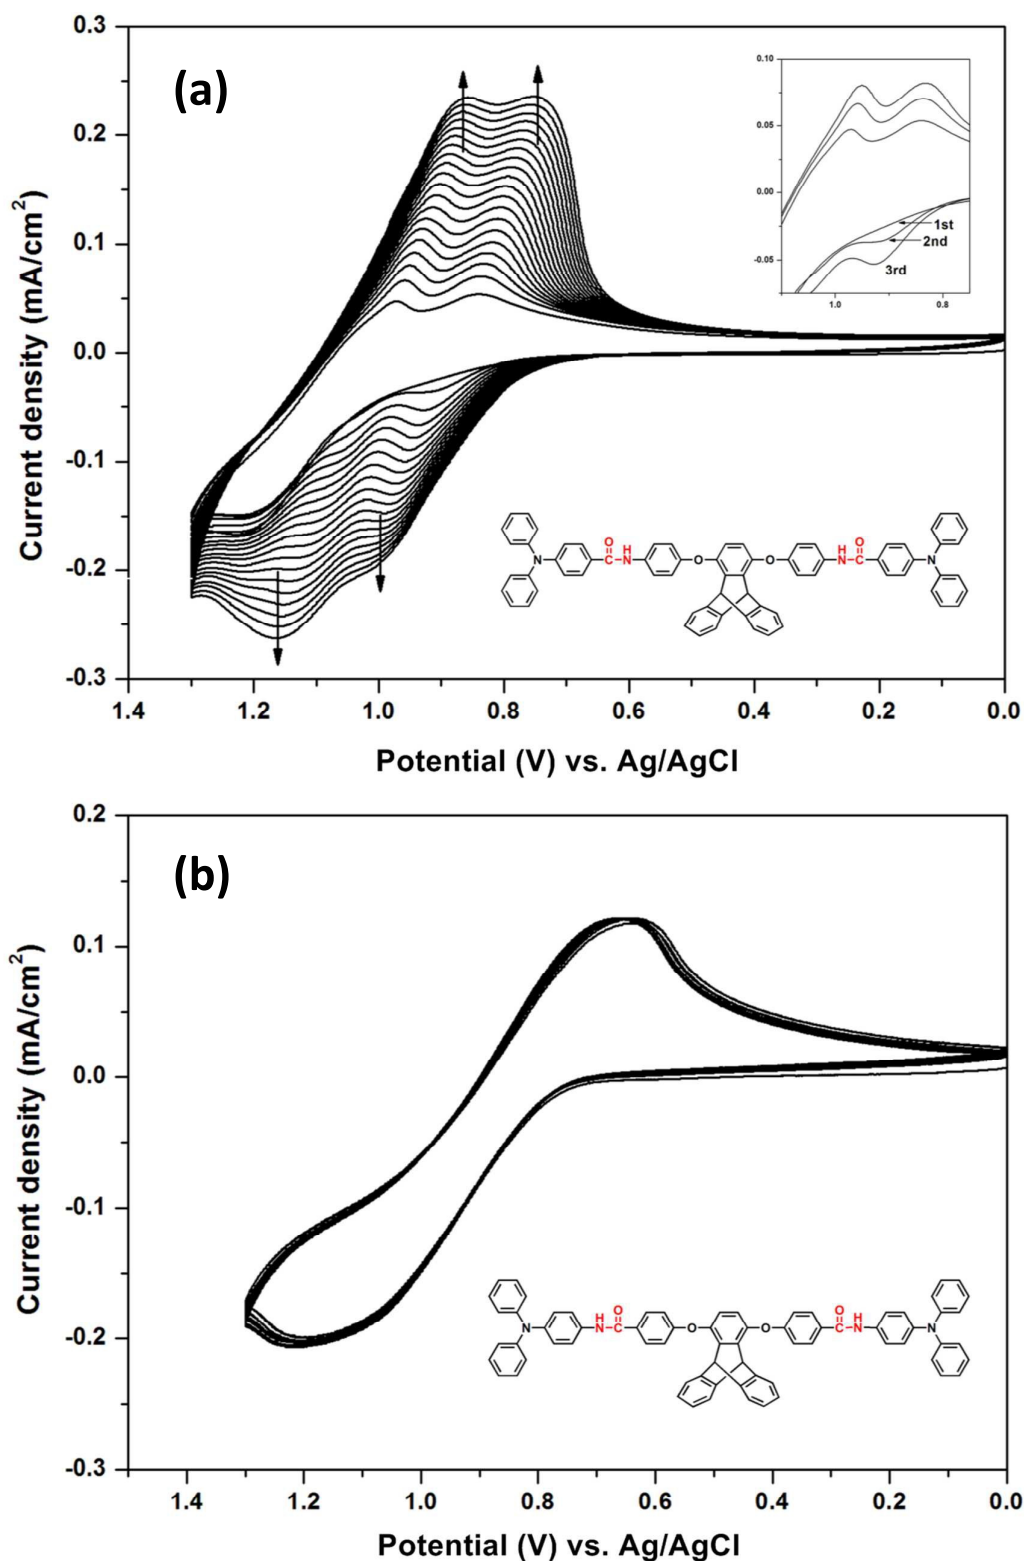 (a)
0.3
0.2
0.1
0.0
-0.1
-0.2
-0.3
Current density (mA/cm²)
1.4 1.2 1.0 0.8 0.6 0.4 0.2 0.0
Potential (V) vs. Ag/AgCl
0.10
0.05
0.00
-0.05
1.0 0.8
1st
2nd
3rd
N O H N O O H N O N
(b)
0.2
0.1
0.0
-0.1
-0.2
-0.3
Current density (mA/cm²)
1.4 1.2 1.0 0.8 0.6 0.4 0.2 0.0
Potential (V) vs. Ag/AgCl
N H N O O O O H N N